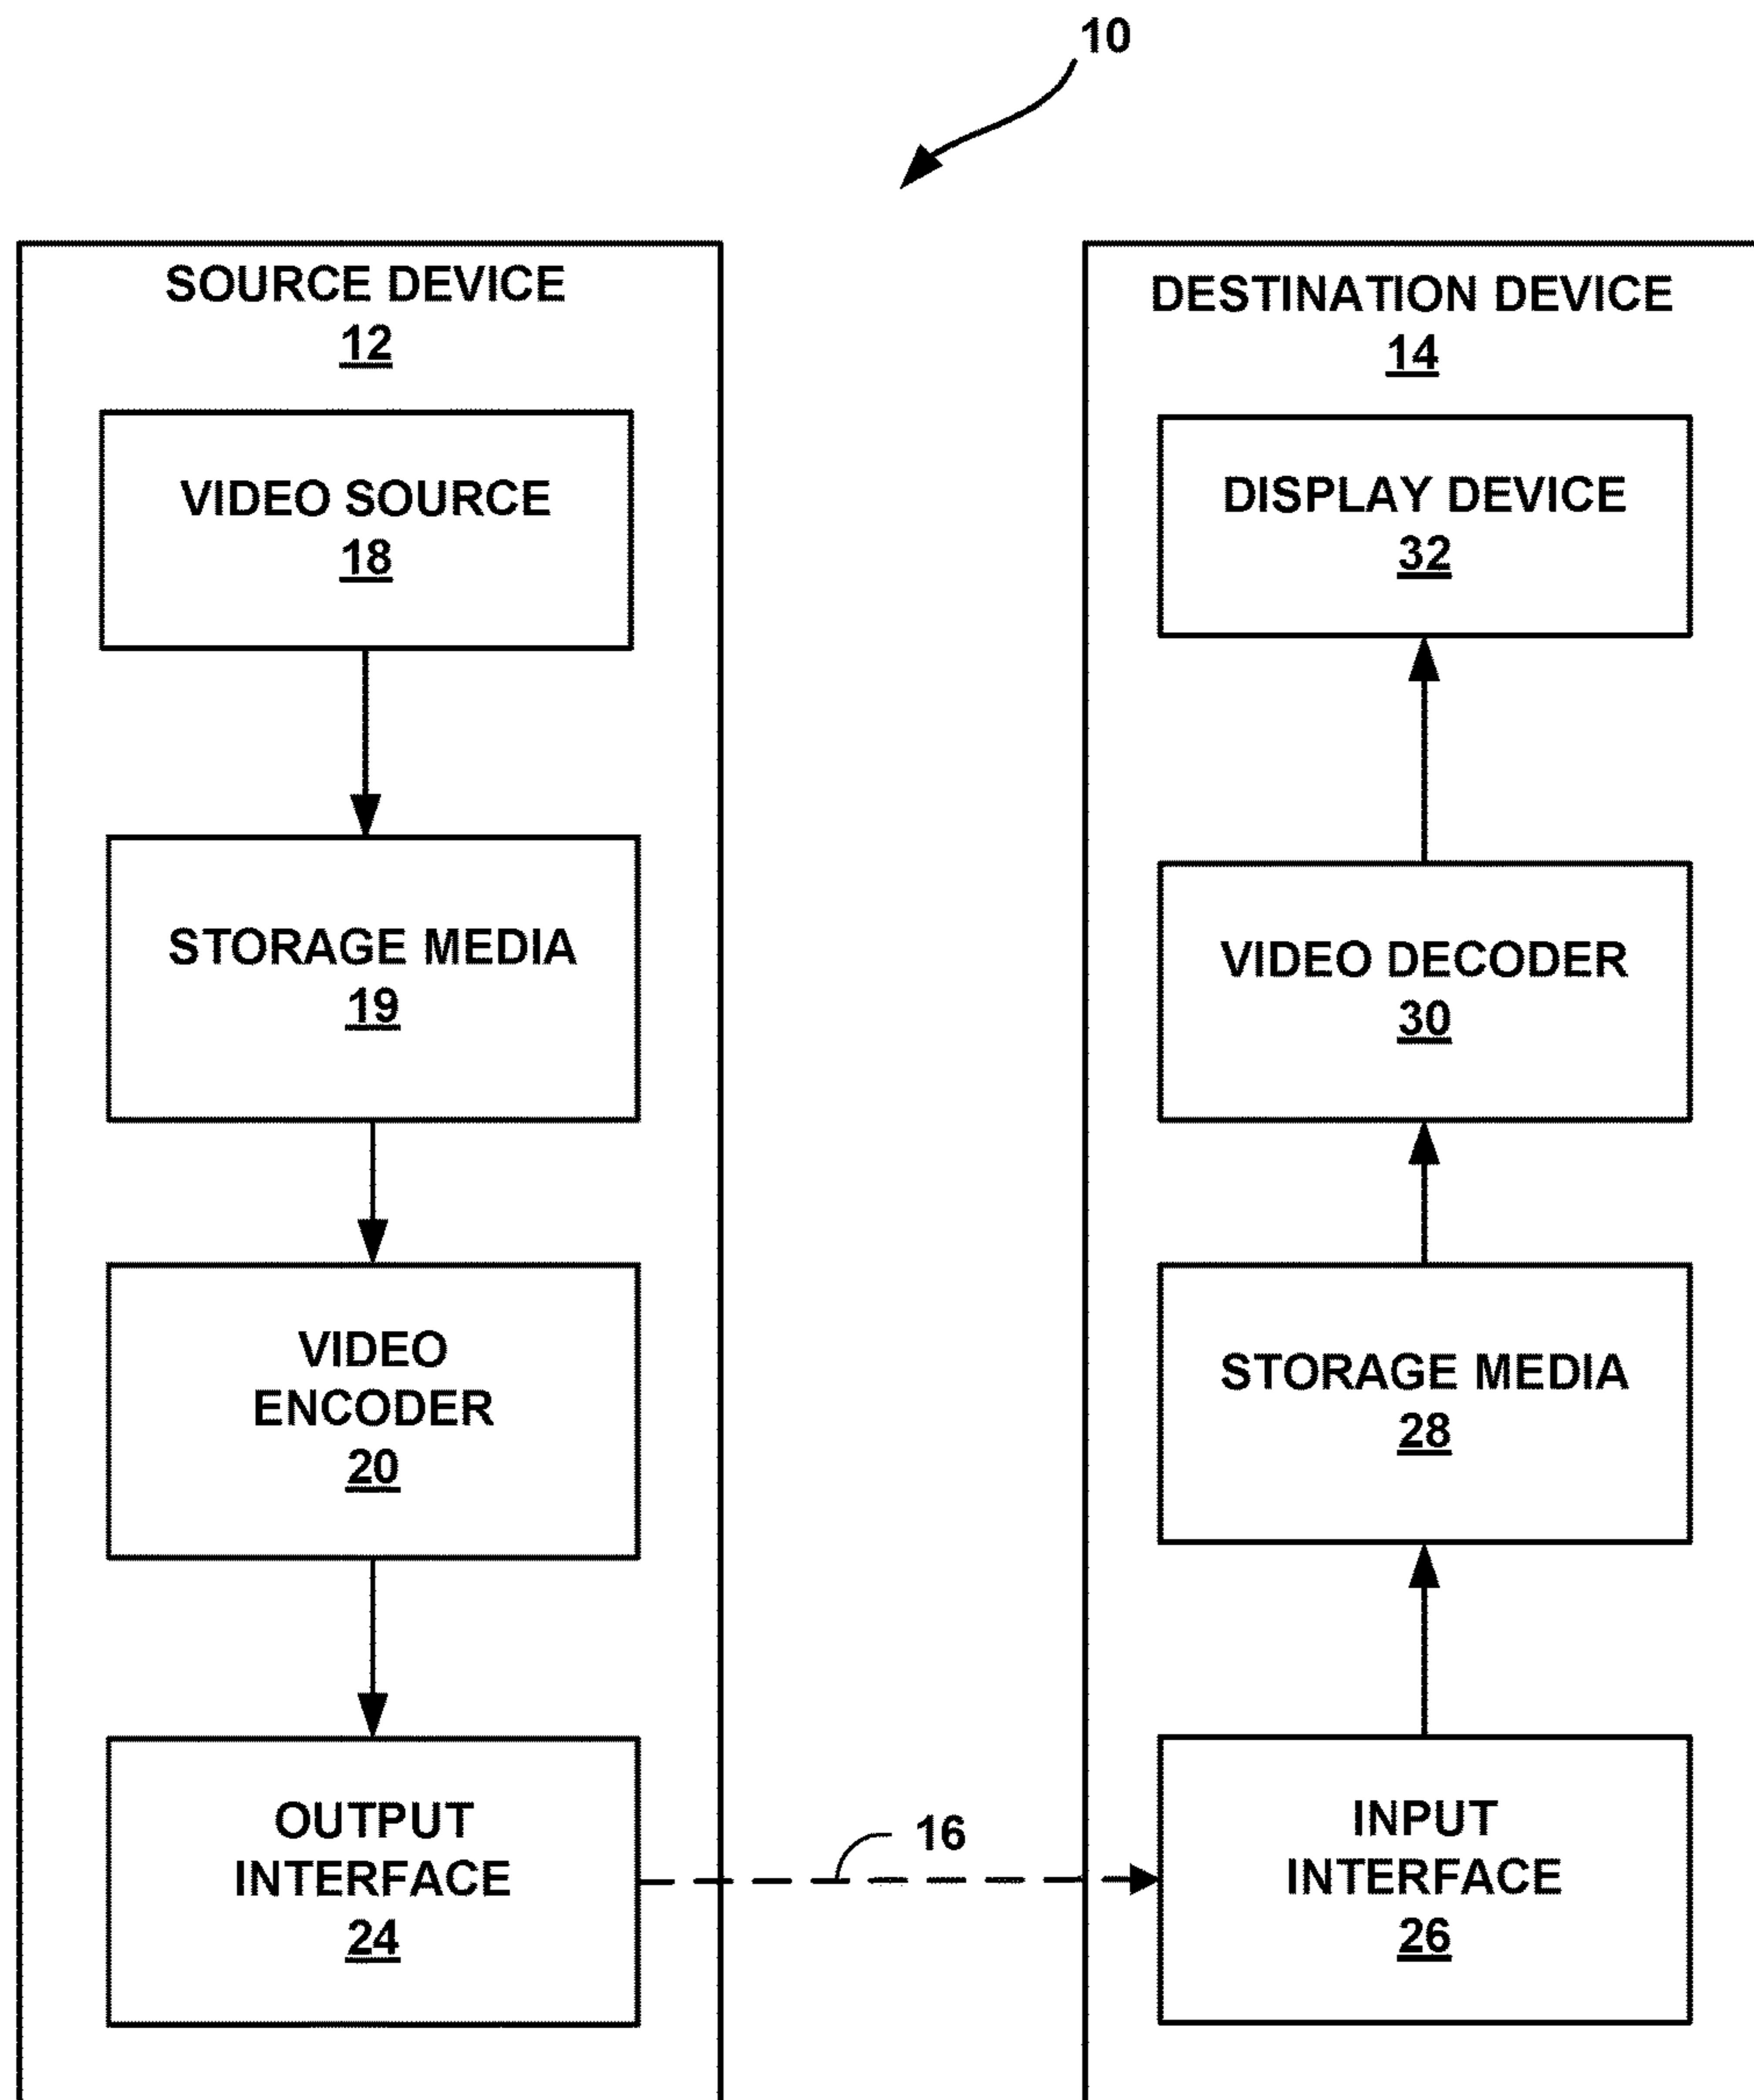 10
SOURCE DEVICE
12
VIDEO SOURCE
18
STORAGE MEDIA
19
VIDEO
ENCODER
20
OUTPUT
INTERFACE
24
16
DESTINATION DEVICE
14
DISPLAY DEVICE
32
VIDEO DECODER
30
STORAGE MEDIA
28
INPUT
INTERFACE
26